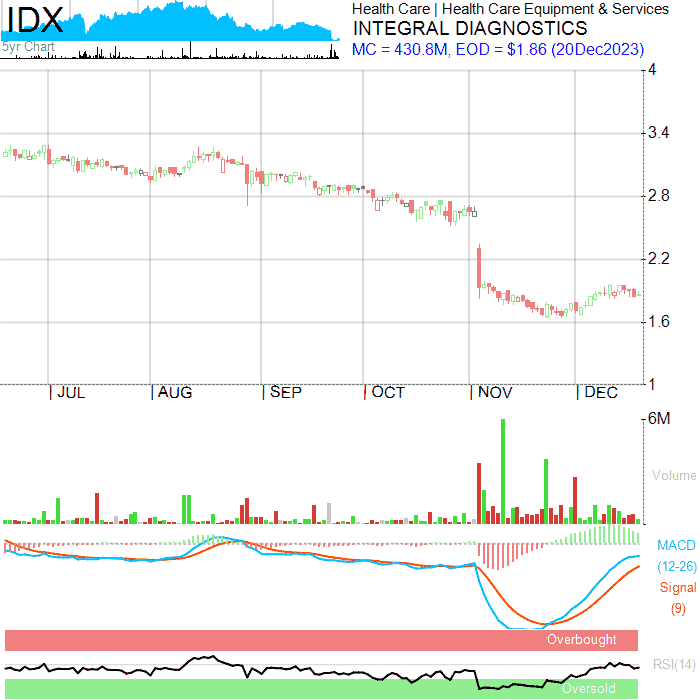 IDX
5yr Chart
Health Care | Health Care Equipment & Services
INTEGRAL DIAGNOSTICS
MC = 430.8M, EOD = $1.86 (20Dec2023)
4
3.4
2.8
2.2
1.6
1
JUL AUG SEP OCT NOV DEC
6M
Volume
MACD
(12-26)
Signal
(9)
Overbought
RSI(14)
Oversold